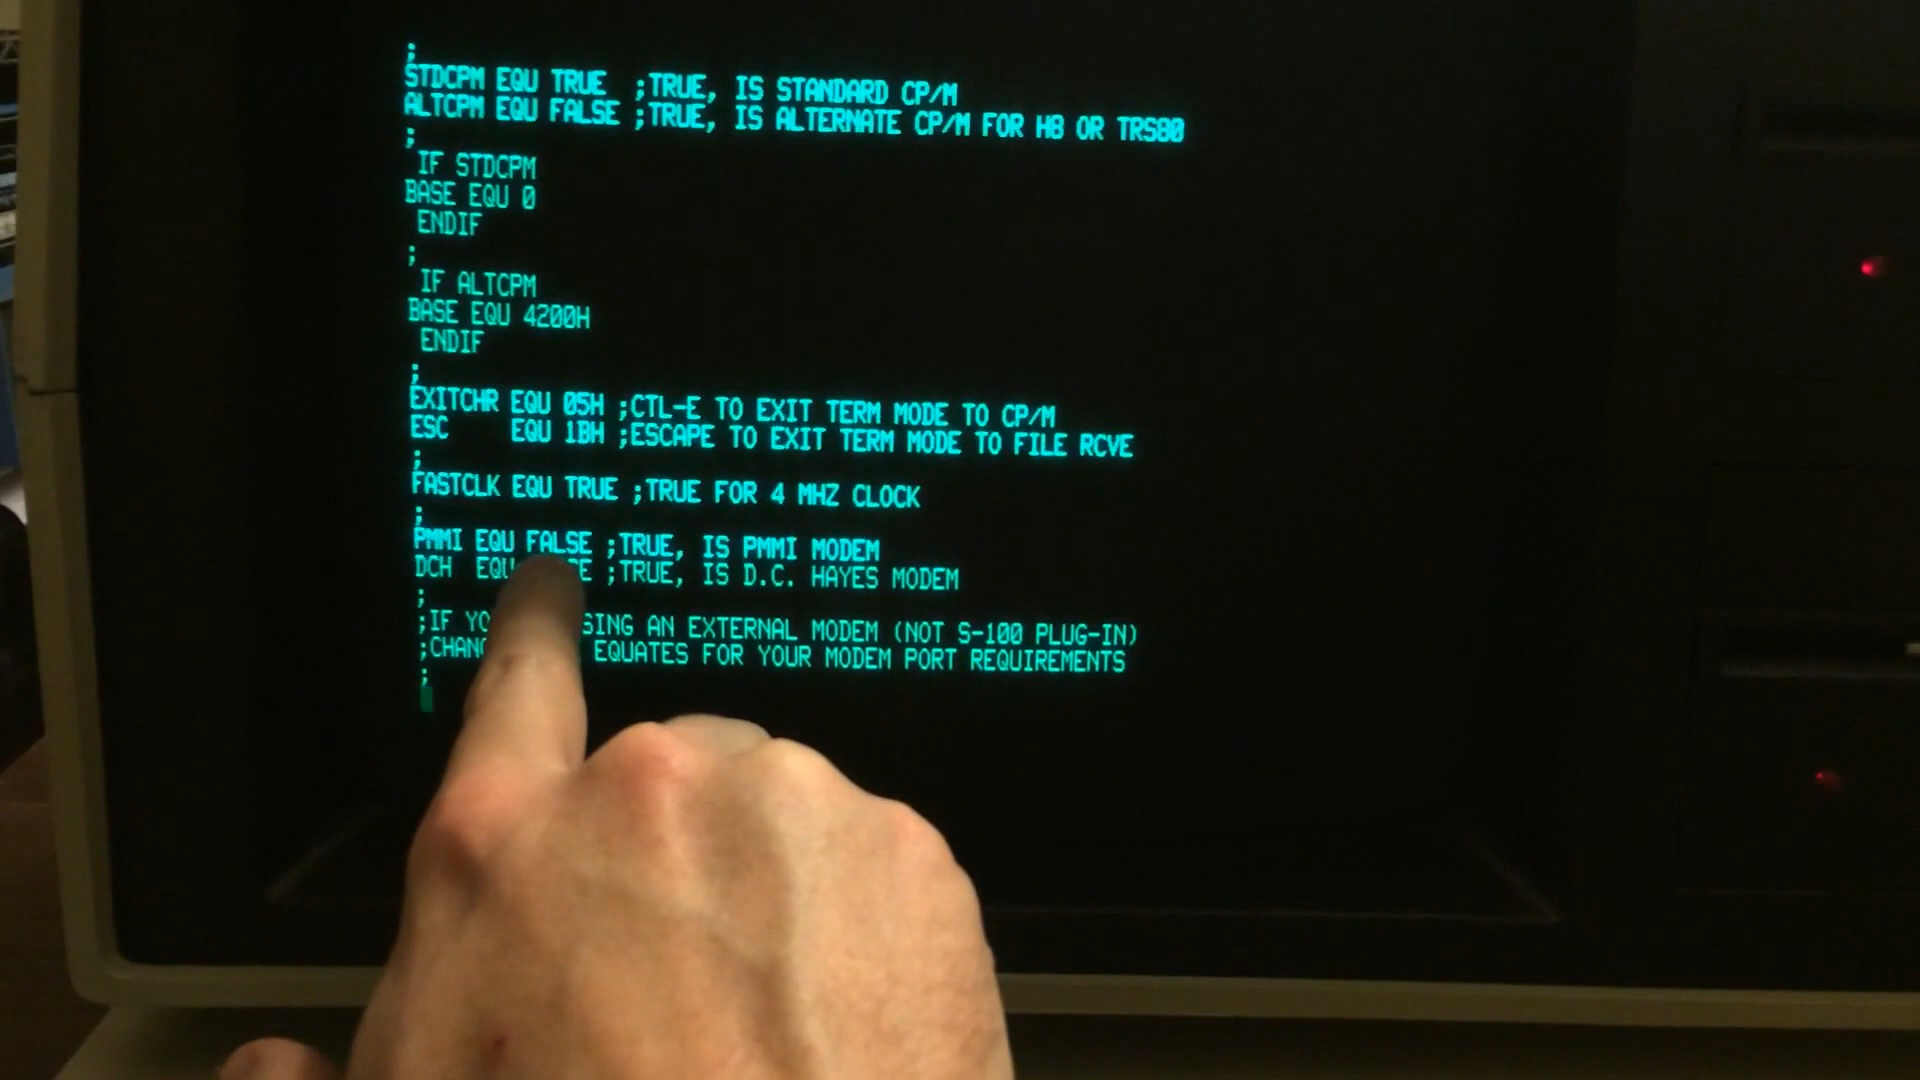 ;
STDCPM EQU TRUE ;TRUE, IS STANDARD CP/M
ALTCPM EQU FALSE ;TRUE, IS ALTERNATE CP/M FOR H8 OR TRS80
;
IF STDCPM
BASE EQU 0
ENDIF
;
IF ALTCPM
BASE EQU 4200H
ENDIF
;
EXITCHR EQU 05H ;CTL-E TO EXIT TERM MODE TO CP/M
ESC EQU 1BH ;ESCAPE TO EXIT TERM MODE TO FILE RCVE
;
FASTCLK EQU TRUE ;TRUE FOR 4 MHZ CLOCK
;
PMMI EQU FALSE ;TRUE, IS PMMI MODEM
DCH EQU ;TRUE, IS D.C. HAYES MODEM
;
;IF AN EXTERNAL MODEM (NOT S-100 PLUG-IN)
; EQUATES FOR YOUR MODEM PORT REQUIREMENTS
;